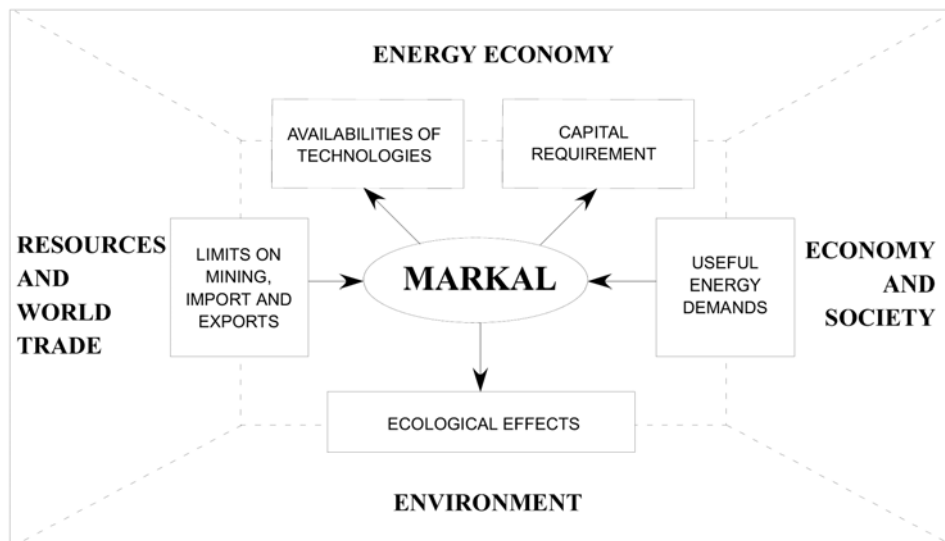 ENERGY ECONOMY
AVAILABILITIES OF
TECHNOLOGIES
CAPITAL
REQUIREMENT
RESOURCES
AND
WORLD
TRADE
LIMITS ON
MINING,
IMPORT AND
EXPORTS
MARKAL
USEFUL
ENERGY
DEMANDS
ECONOMY
AND
SOCIETY
ECOLOGICAL EFFECTS
ENVIRONMENT